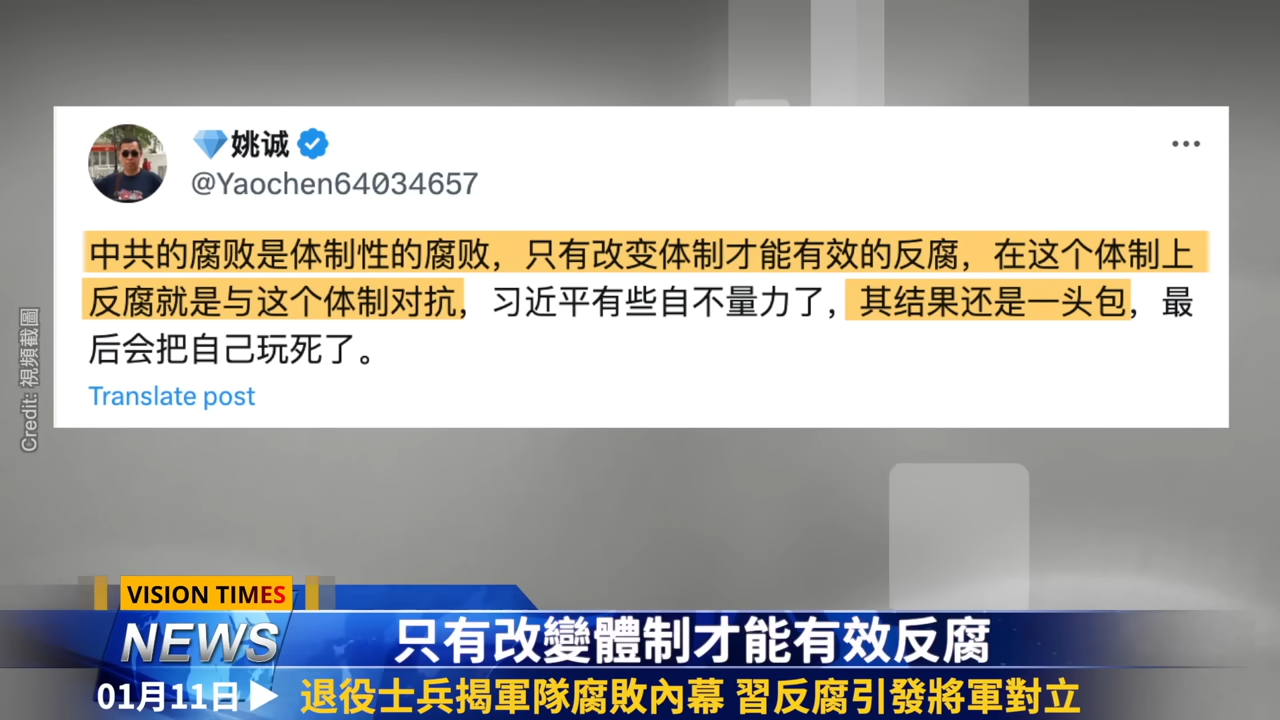 姚诚
@Yaochen64034657
中共的腐败是体制性的腐败，只有改变体制才能有效的反腐，在这个体制上
反腐就是与这个体制对抗，习近平有些自不量力了，其结果还是一头包，最
后会把自己玩死了。
Translate post
Credit: 視頻截圖
VISION TIMES
NEWS
只有改變體制才能有效反腐
01月11日
退役士兵揭軍隊腐敗內幕 習反腐引發將軍對立